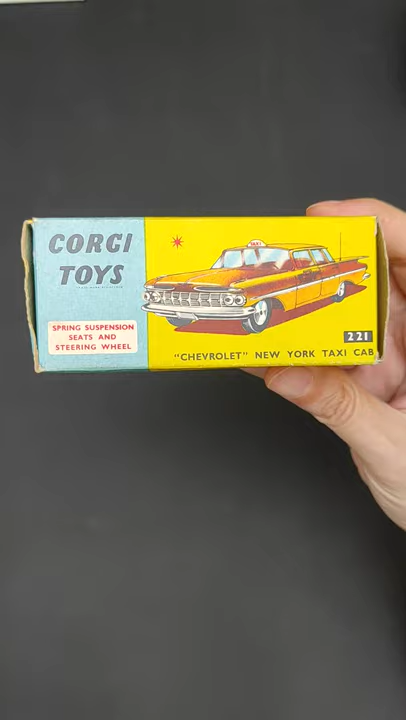 CORGI
TOYS
SPRING SUSPENSION
SEATS AND
STEERING WHEEL
TAXI
221
"CHEVROLET" NEW YORK TAXI CAB